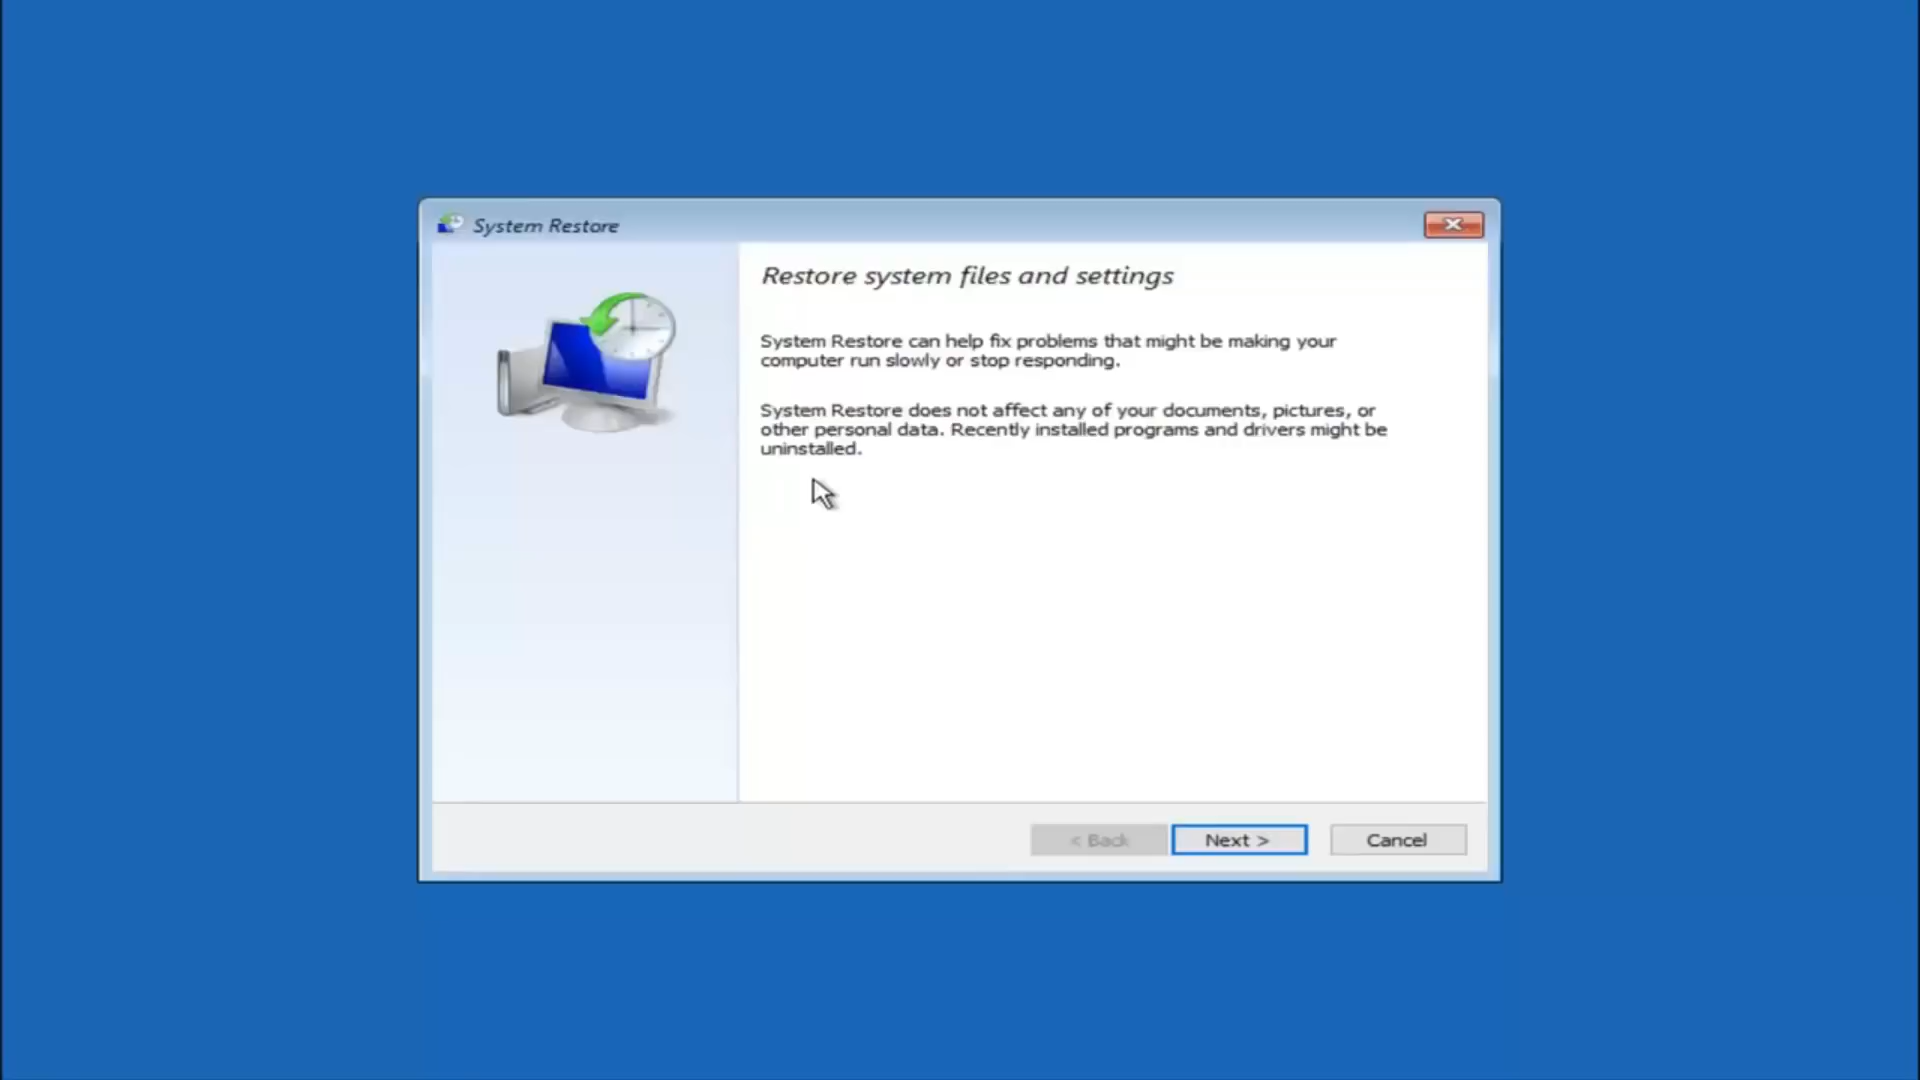 System Restore
Restore system files and settings
System Restore can help fix problems that might be making your
computer run slowly or stop responding.
System Restore does not affect any of your documents, pictures, or
other personal data. Recently installed programs and drivers might be
uninstalled.
< Back
Next >
Cancel